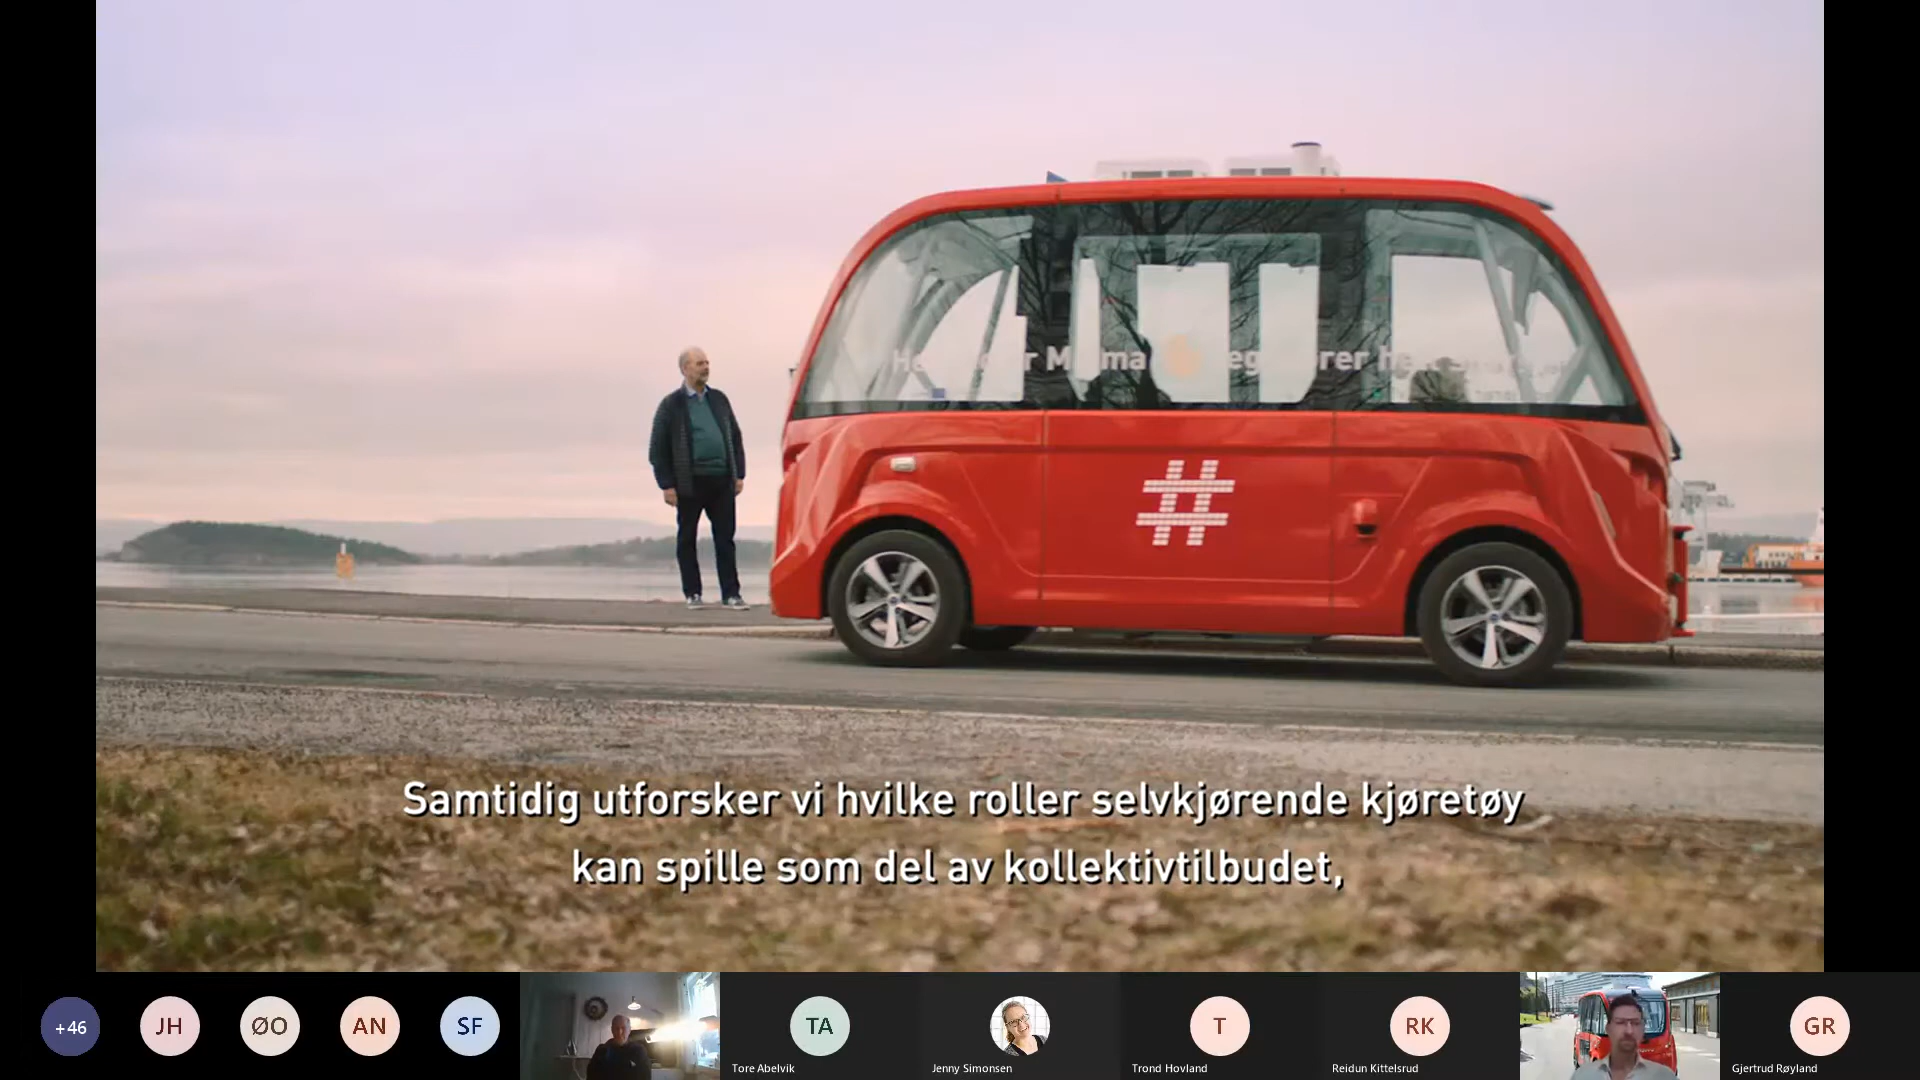 ma
Samtidig utforsker vi hvilke roller selvkjørende kjøretøy
kan spille som del av kollektivtilbudet,
+46
JH
ØO
AN
SF
TA
Tore Abelvik
Jenny Simonsen
T
Trond Hovland
RK
Reidun Kittelsrud
GR
Gjertrud Røyland